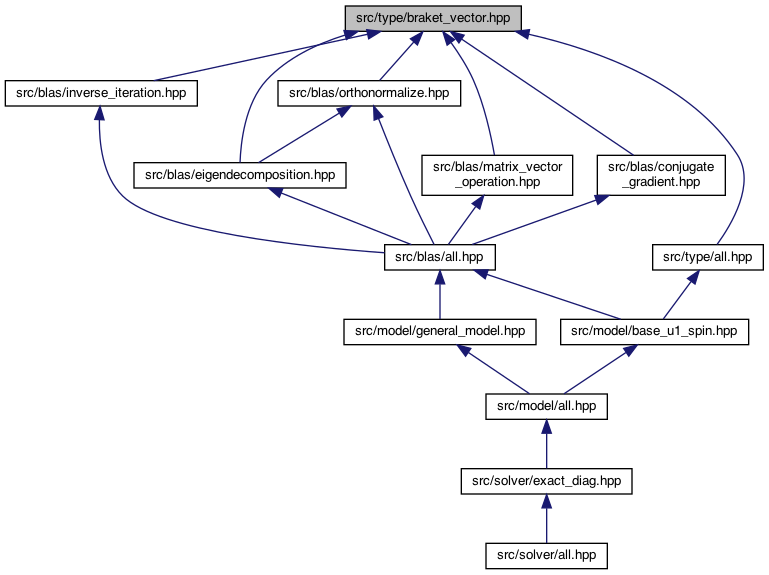 src/type/braket_vector.hpp
src/blas/inverse_iteration.hpp
src/blas/orthonormalize.hpp
src/blas/eigendecomposition.hpp
src/blas/matrix_vector
_operation.hpp
src/blas/conjugate
_gradient.hpp
src/blas/all.hpp
src/type/all.hpp
src/model/general_model.hpp
src/model/base_u1_spin.hpp
src/model/all.hpp
src/solver/exact_diag.hpp
src/solver/all.hpp